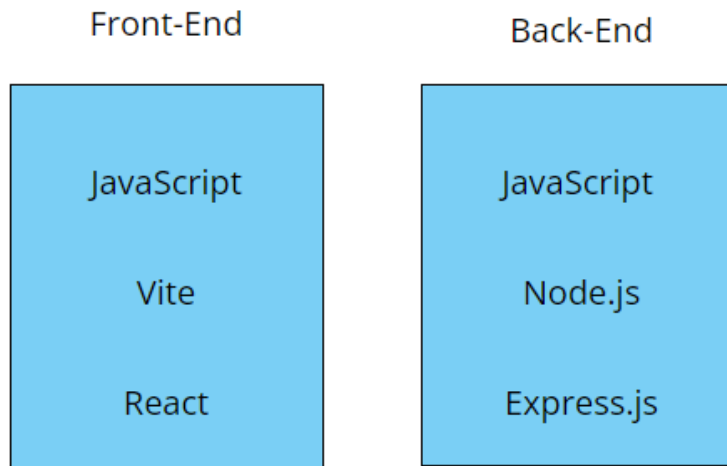 Front-End
JavaScript
Vite
React
Back-End
JavaScript
Node.js
Express.js